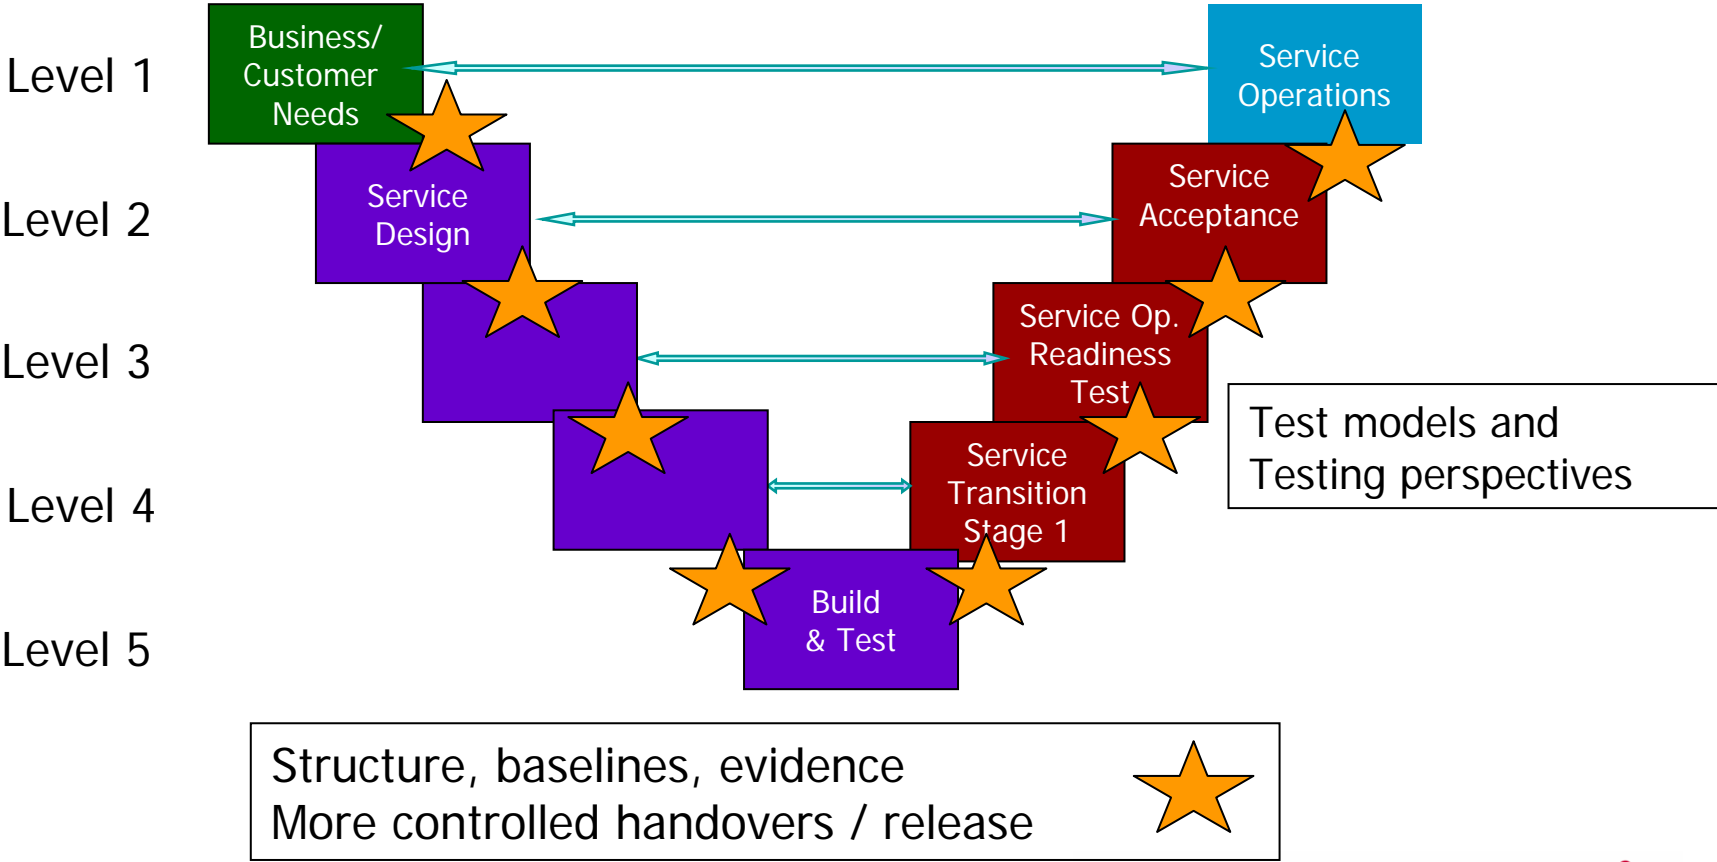 Level 1
Business/
Customer
Needs
Service
Operations
Level 2
Service
Design
Service
Acceptance
Level 3
Service Op.
Readiness
Test
Test models and
Testing perspectives
Level 4
Service
Transition
Stage 1
Level 5
Build
& Test
Structure, baselines, evidence
More controlled handovers / release